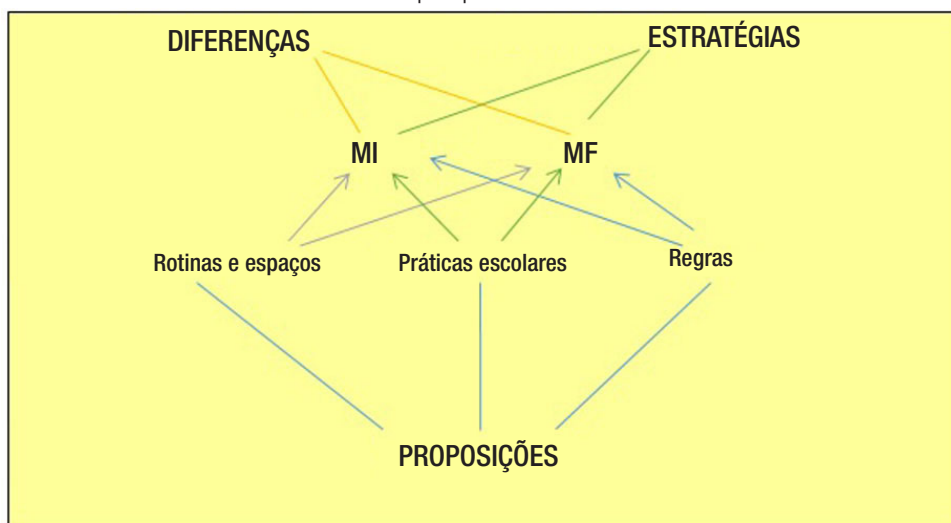 DIFERENÇAS ESTRATÉGIAS
MI MF
Rotinas e espaços Práticas escolares Regras
PROPOSIÇÕES